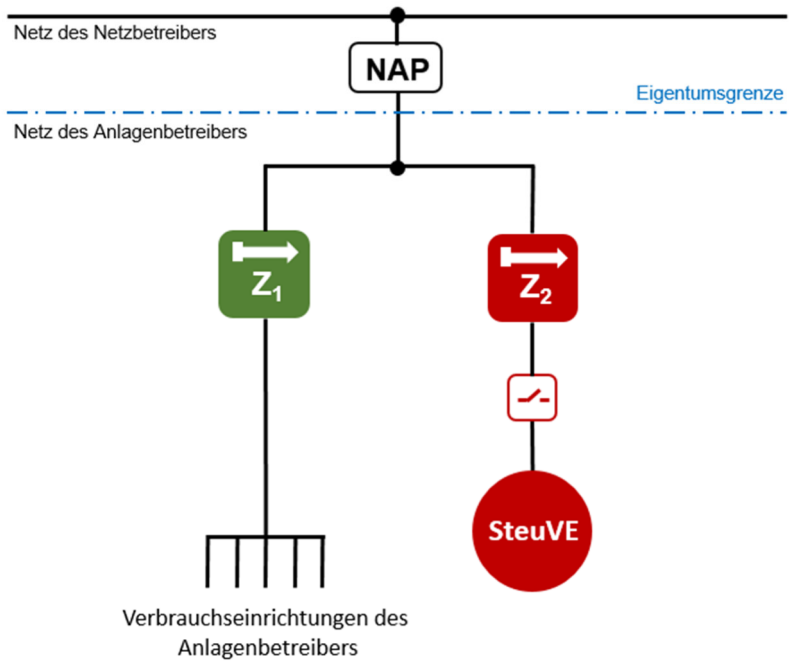 Netz des Netzbetreibers
NAP
Eigentumsgrenze
Netz des Anlagenbetreibers
Z1
Z2
SteuVE
Verbrauchseinrichtungen des
Anlagenbetreibers